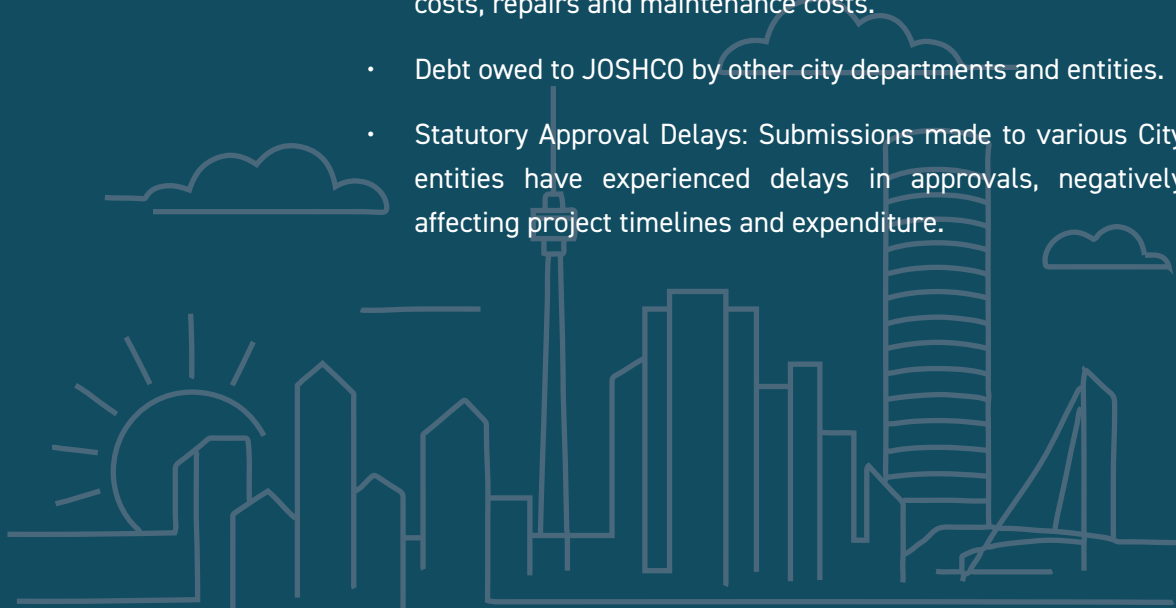 costs, repairs and maintenance costs.
• Debt owed to JOSHCO by other city departments and entities.
• Statutory Approval Delays: Submissions made to various City
entities have experienced delays in approvals, negatively
affecting project timelines and expenditure.